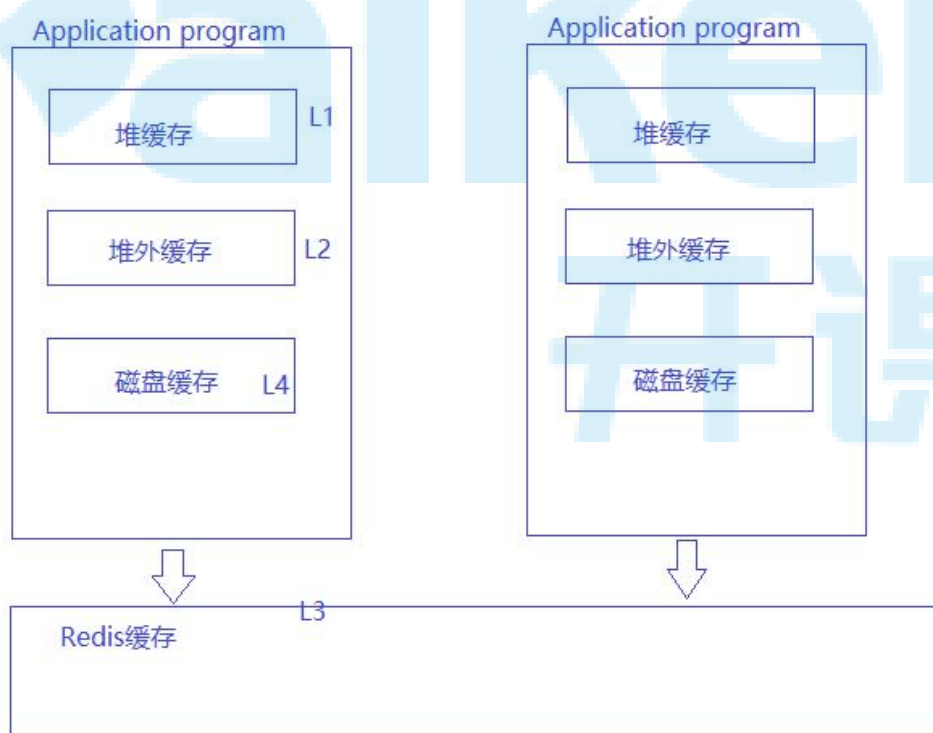 Application program
堆缓存
L1
堆外缓存
L2
磁盘缓存
L4
Application program
堆缓存
堆外缓存
磁盘缓存
L3
Redis缓存